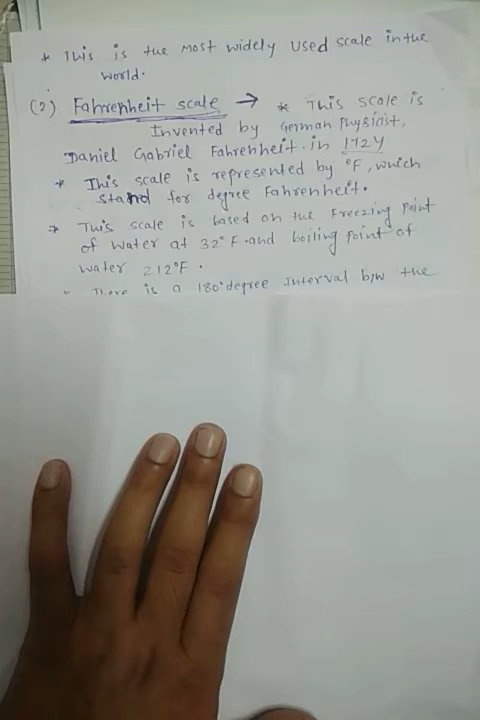 * This is the most widely used scale in the
world.
(2) Fahrenheit scale → * This scale is
Invented by German Physicist,
Daniel Gabriel Fahrenheit. in 1724
* This scale is represented by °F, which
stand for degree Fahrenheit.
* This scale is based on the Freezing Point
of water at 32°F and boiling point of
water 212°F.
* There is a 180° degree Interval b/w the